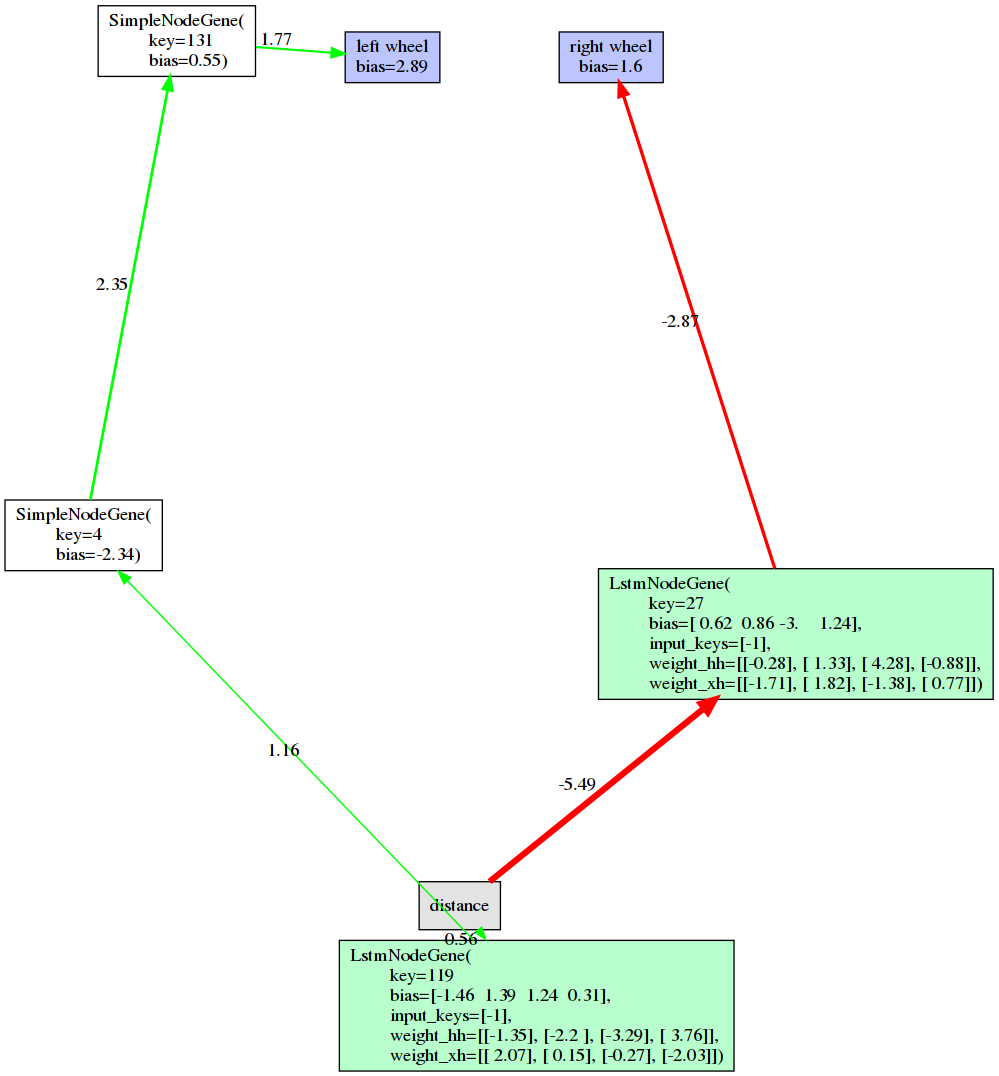 SimpleNodeGene(
key=131
bias=0.55)
1.77
left wheel
bias=2.89
right wheel
bias=1.6
2.35
-2.87
SimpleNodeGene(
key=4
bias=-2.34)
LstmNodeGene(
key=27
bias=[ 0.62 0.86 -3. 1.24],
input_keys=[-1],
weight_hh=[[-0.28], [ 1.33], [ 4.28], [-0.88]],
weight_xh=[[-1.71], [ 1.82], [-1.38], [ 0.77]])
1.16
-5.49
distance
0.56
LstmNodeGene(
key=119
bias=[-1.46 1.39 1.24 0.31],
input_keys=[-1],
weight_hh=[[-1.35], [-2.2 ], [-3.29], [ 3.76]],
weight_xh=[[ 2.07], [ 0.15], [-0.27], [-2.03]])